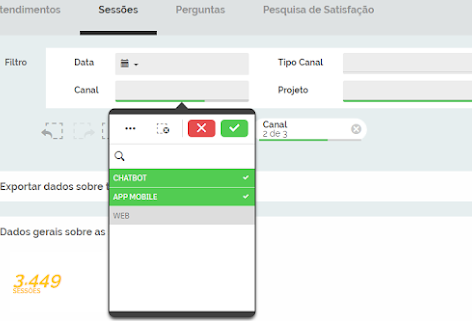 tendimentos Sessões Perguntas Pesquisa de Satisfação
Filtro Data Tipo Canal
Canal Projeto
Canal
2 de 3
CHATBOT
APP MOBILE
WEB
Exportar dados sobre t
Dados gerais sobre as
3.449
SESSÕES